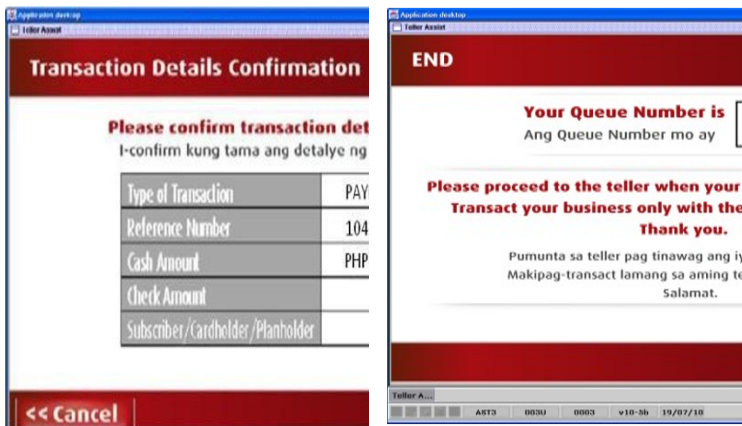 Application desktop
Teller Assist
Transaction Details Confirmation
Please confirm transaction det
I-confirm kung tama ang detalye ng
Type of Transaction PAY
Reference Number 104
Cash Amount PHP
Check Amount
Subscriber/Cardholder/Planholder
<< Cancel
Application desktop
Teller Assist
END
Your Queue Number is
Ang Queue Number mo ay
Please proceed to the teller when your
Transact your business only with the
Thank you.
Pumunta sa teller pag tinawag ang iy
Makipag-transact lamang sa aming te
Salamat.
Teller A...
AST3 003U 0003 v10-5b 19/07/10